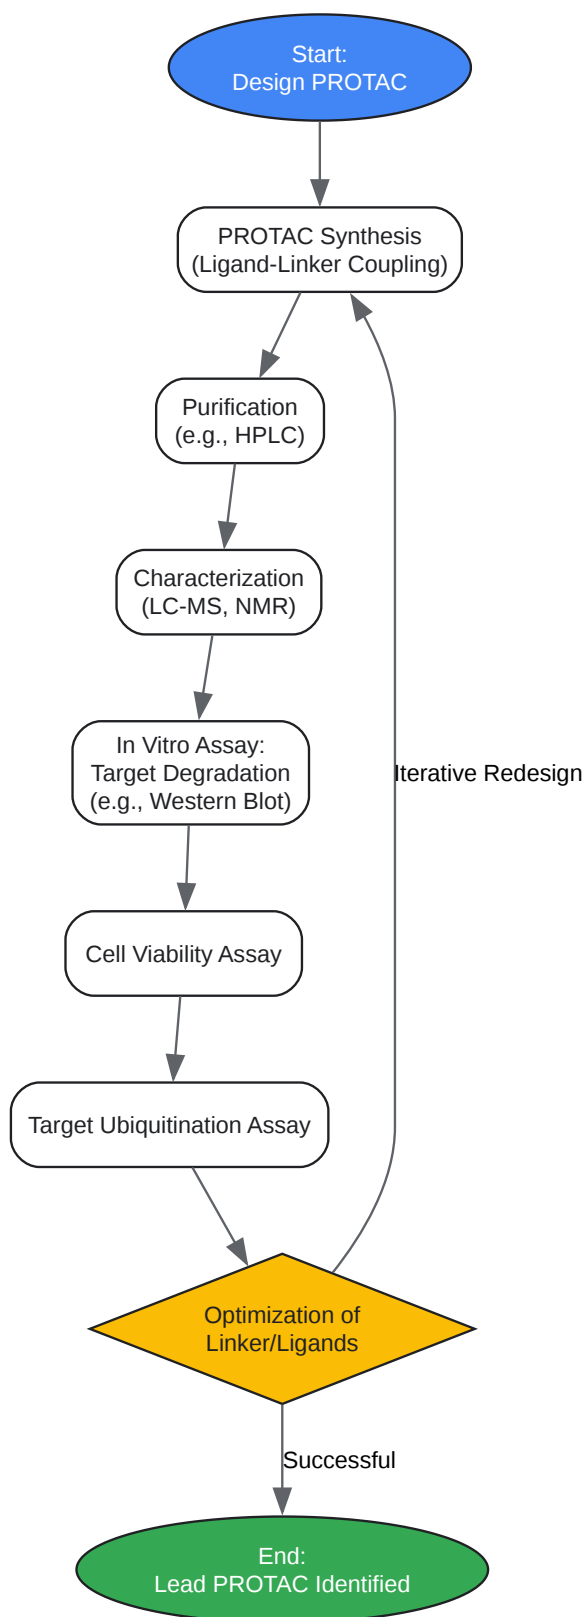 Start:
Design PROTAC
PROTAC Synthesis
(Ligand-Linker Coupling)
Purification
(e.g., HPLC)
Characterization
(LC-MS, NMR)
In Vitro Assay:
Target Degradation
(e.g., Western Blot)
Iterative Redesign
Cell Viability Assay
Target Ubiquitination Assay
Optimization of
Linker/Ligands
Successful
End:
Lead PROTAC Identified